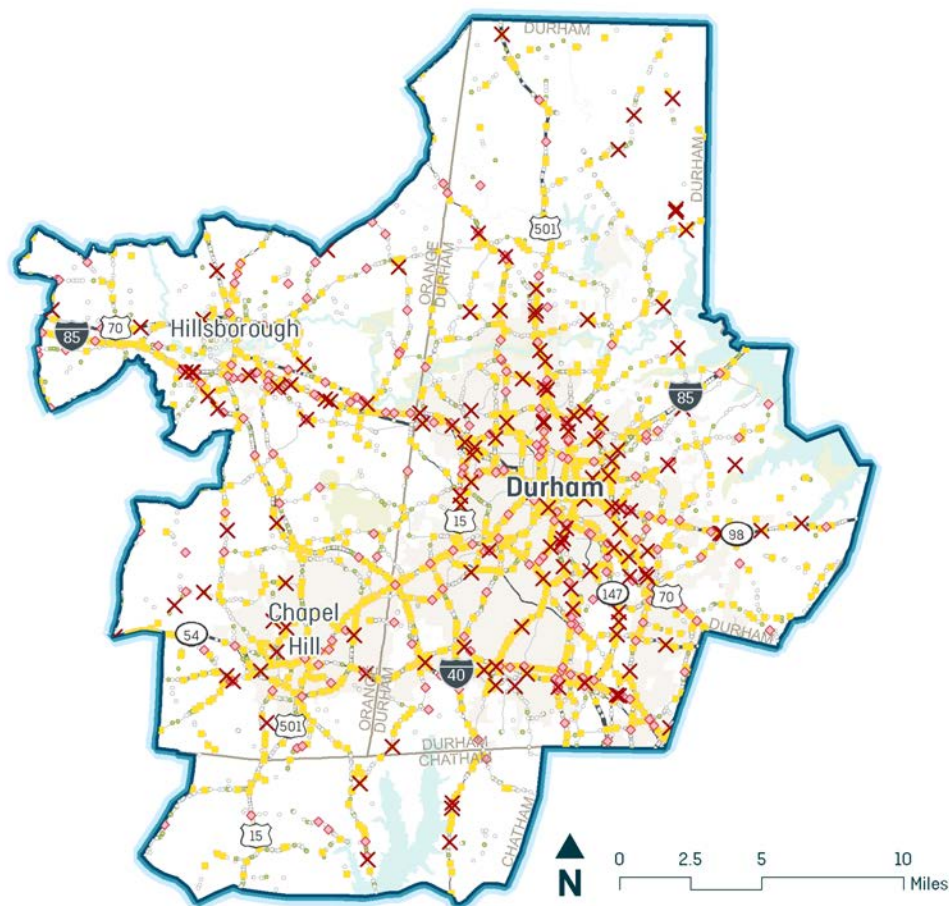 DURHAM
DURHAM
501
ORANGE
DURHAM
70
Hillsborough
85
85
Durham
15
98
147
70
Chapel
Hill
54
DURHAM
40
501
ORANGE
DURHAM
DURHAM
CHATHAM
15
CHATHAM
N
0 2.5 5 10
Miles